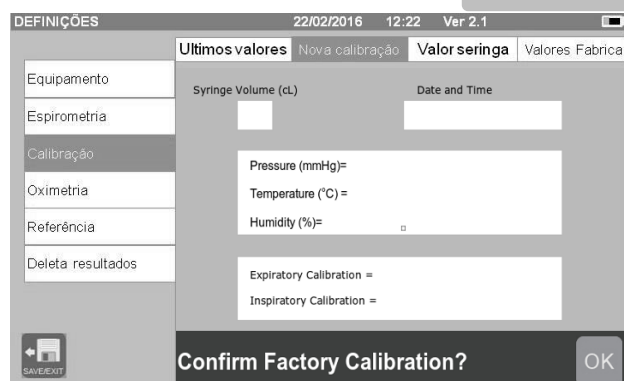 DEFINIÇÕES 22/02/2016 12:22 Ver 2.1
Ultimos valores Nova calibração Valor seringa Valores Fabrica
Equipamento
Espirometria
Calibração
Oximetria
Referência
Deleta resultados
Syringe Volume (cL) Date and Time
Pressure (mmHg)=
Temperature (°C) =
Humidity (%)=
Expiratory Calibration =
Inspiratory Calibration =
SAVE/EXIT
Confirm Factory Calibration? OK